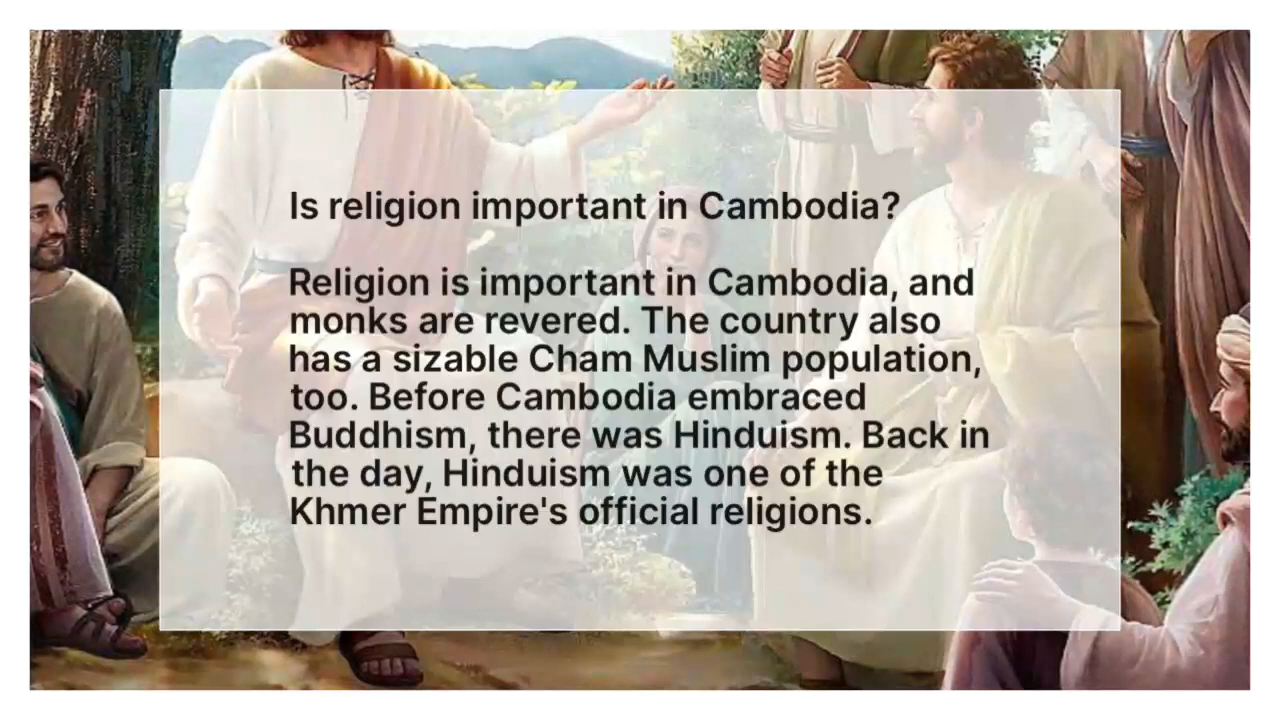 Is religion important in Cambodia?
Religion is important in Cambodia, and
monks are revered. The country also
has a sizable Cham Muslim population,
too. Before Cambodia embraced
Buddhism, there was Hinduism. Back in
the day, Hinduism was one of the
Khmer Empire's official religions.